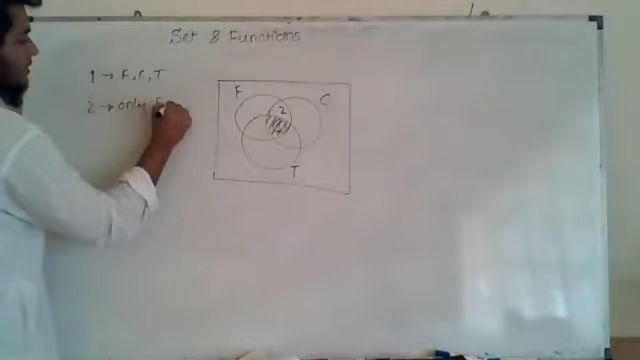 Set & Functions
1 → F, C, T
2 → only F
F
C
2
T